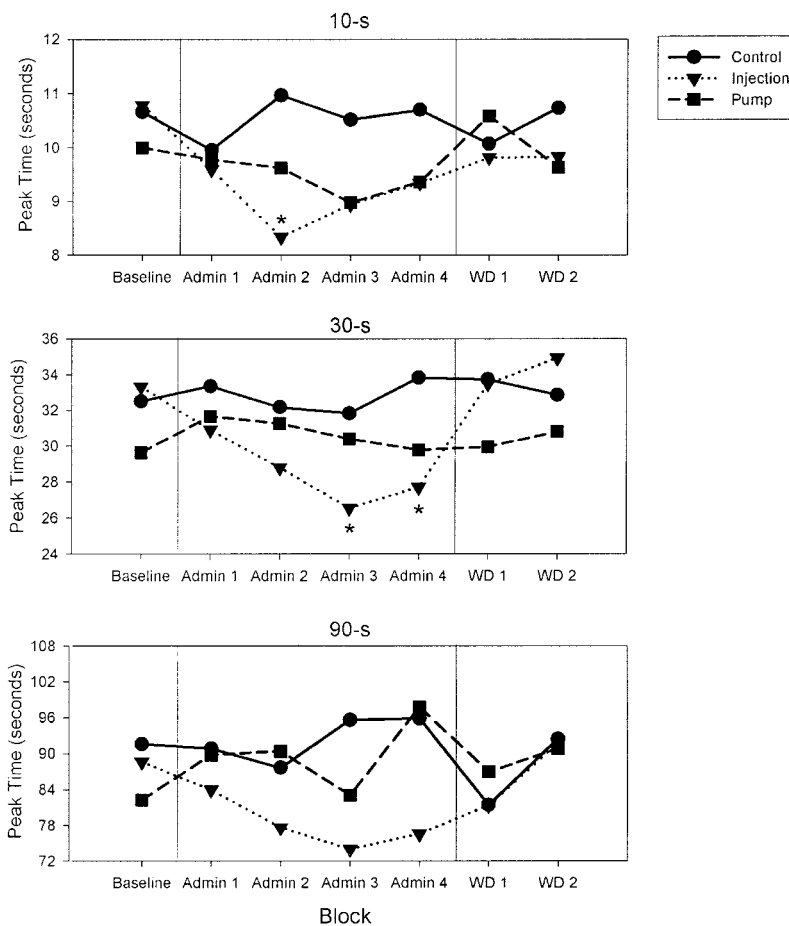 10-s
Peak Time (seconds)
12
11
10
9
8
*
Baseline Admin 1 Admin 2 Admin 3 Admin 4 WD 1 WD 2
Control
Injection
Pump
30-s
Peak Time (seconds)
36
34
32
30
28
26
24
* *
Baseline Admin 1 Admin 2 Admin 3 Admin 4 WD 1 WD 2
90-s
Peak Time (seconds)
108
102
96
90
84
78
72
Baseline Admin 1 Admin 2 Admin 3 Admin 4 WD 1 WD 2
Block